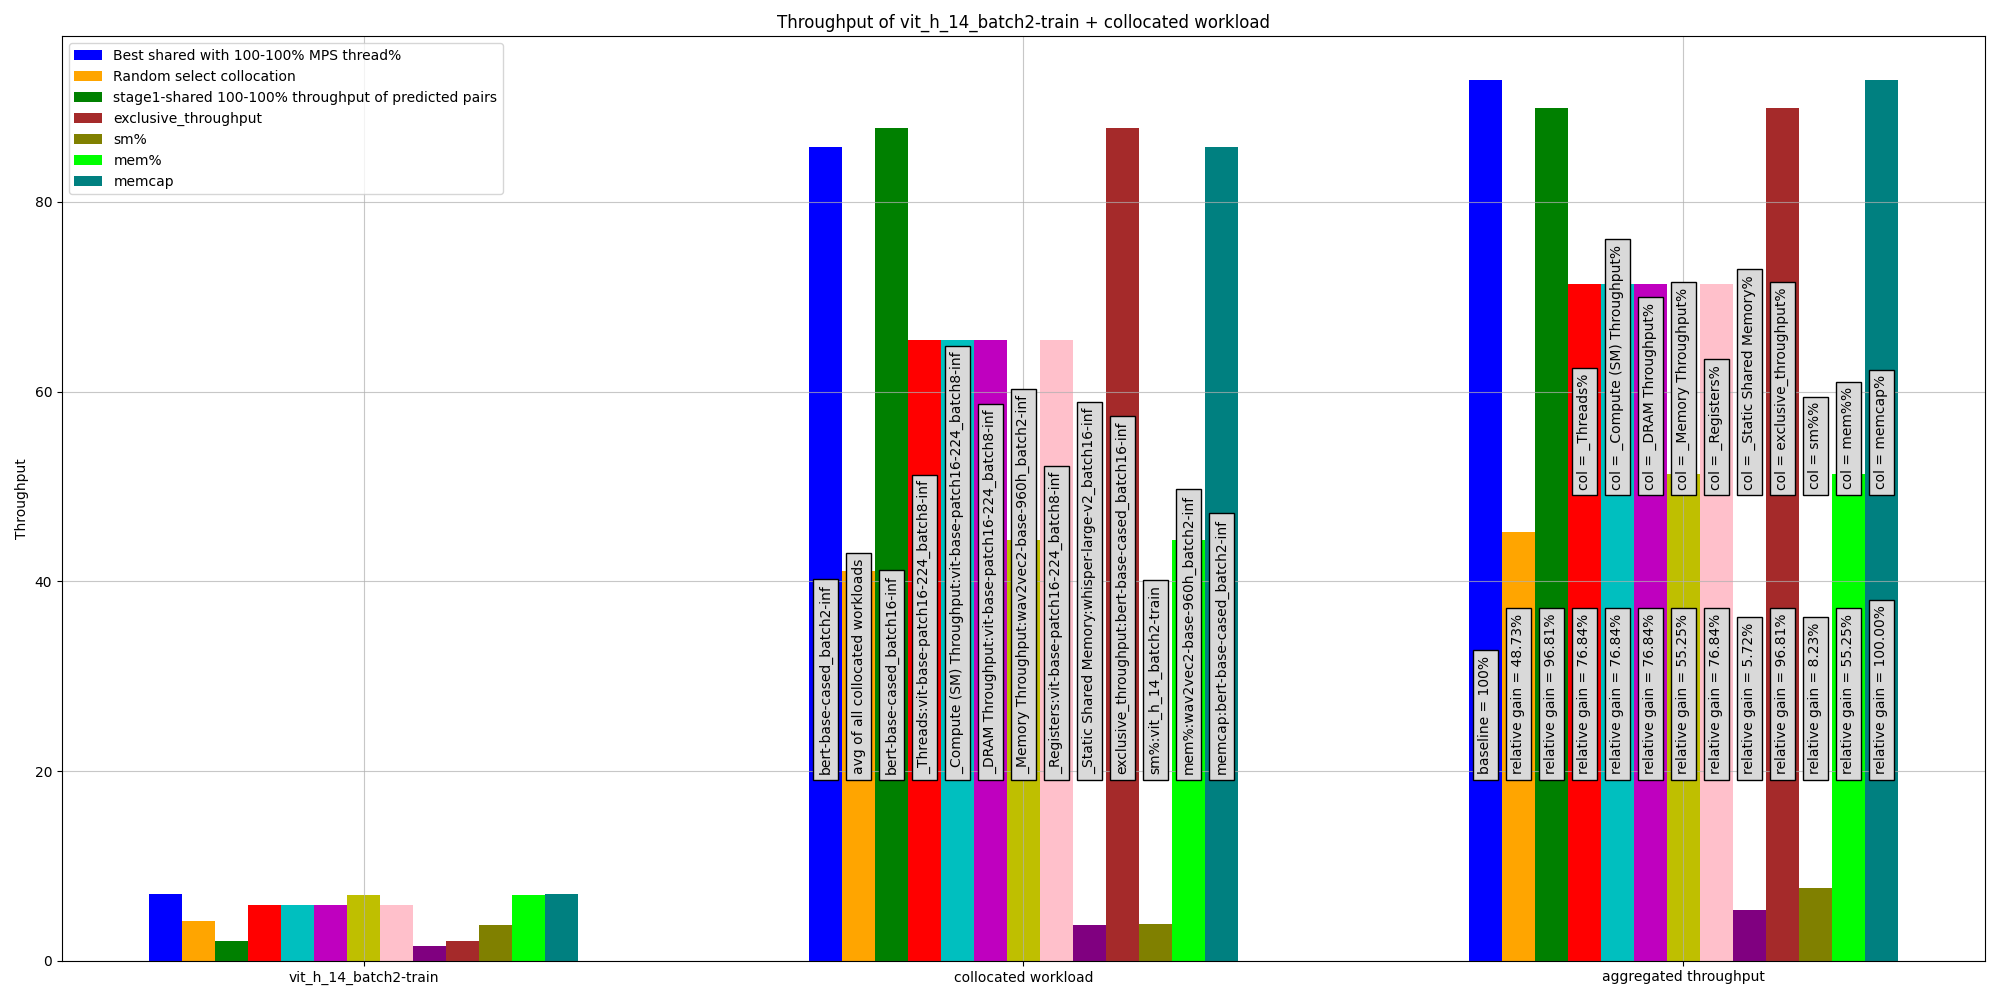 Throughput of vit_h_14_batch2-train + collocated workload
Best shared with 100-100% MPS thread%
Random select collocation
stage1-shared 100-100% throughput of predicted pairs
exclusive_throughput
sm%
mem%
memcap
Throughput
80
60
40
20
0
bert-base-cased_batch2-inf
avg of all collocated workloads
bert-base-cased_batch16-inf
_Threads:vit-base-patch16-224_batch8-inf
_Compute (SM) Throughput:vit-base-patch16-224_batch8-inf
_DRAM Throughput:vit-base-patch16-224_batch8-inf
_Memory Throughput:wav2vec2-base-960h_batch2-inf
_Registers:vit-base-patch16-224_batch8-inf
_Static Shared Memory:whisper-large-v2_batch16-inf
exclusive_throughput:bert-base-cased_batch16-inf
sm%:vit_h_14_batch2-train
mem%:wav2vec2-base-960h_batch2-inf
memcap:bert-base-cased_batch2-inf
col = _Threads%
col = _Compute (SM) Throughput%
col = _DRAM Throughput%
col = _Memory Throughput%
col = _Registers%
col = _Static Shared Memory%
col = exclusive_throughput%
col = sm%%
col = mem%%
col = memcap%
baseline = 100%
relative gain = 48.73%
relative gain = 96.81%
relative gain = 76.84%
relative gain = 76.84%
relative gain = 76.84%
relative gain = 55.25%
relative gain = 76.84%
relative gain = 5.72%
relative gain = 96.81%
relative gain = 8.23%
relative gain = 55.25%
relative gain = 100.00%
vit_h_14_batch2-train
collocated workload
aggregated throughput